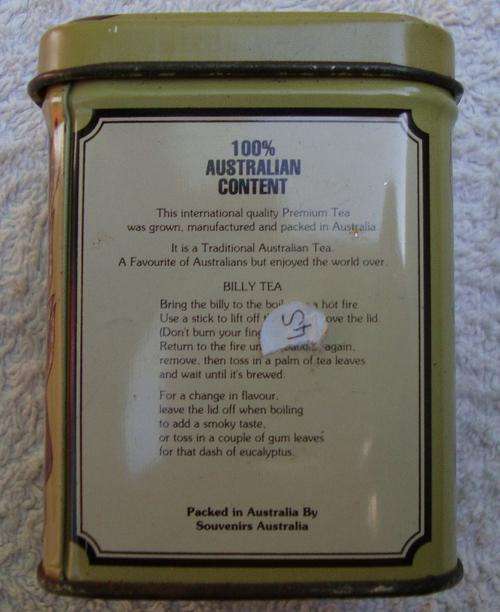 100%
AUSTRALIAN
CONTENT
This international quality Premium Tea
was grown, manufactured and packed in Australia.
It is a Traditional Australian Tea.
A Favourite of Australians but enjoyed the world over.
BILLY TEA
Bring the billy to the a hot fire.
Use a stick to lift off the lid.
(Don't burn your
Return to the fire again,
remove, then toss in a palm of tea leaves
and wait until it's brewed.
For a change in flavour,
leave the lid off when boiling
to add a smoky taste,
or toss in a couple of gum leaves
for that dash of eucalyptus.
Packed in Australia By
Souvenirs Australia